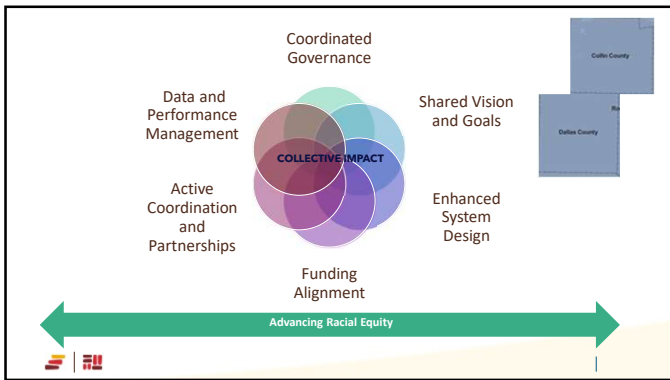 Coordinated
Governance
Data and
Performance
Management
Shared Vision
and Goals
COLLECTIVE IMPACT
Active
Coordination
and
Partnerships
Enhanced
System
Design
Funding
Alignment
Collin County
Ro
Dallas County
Advancing Racial Equity